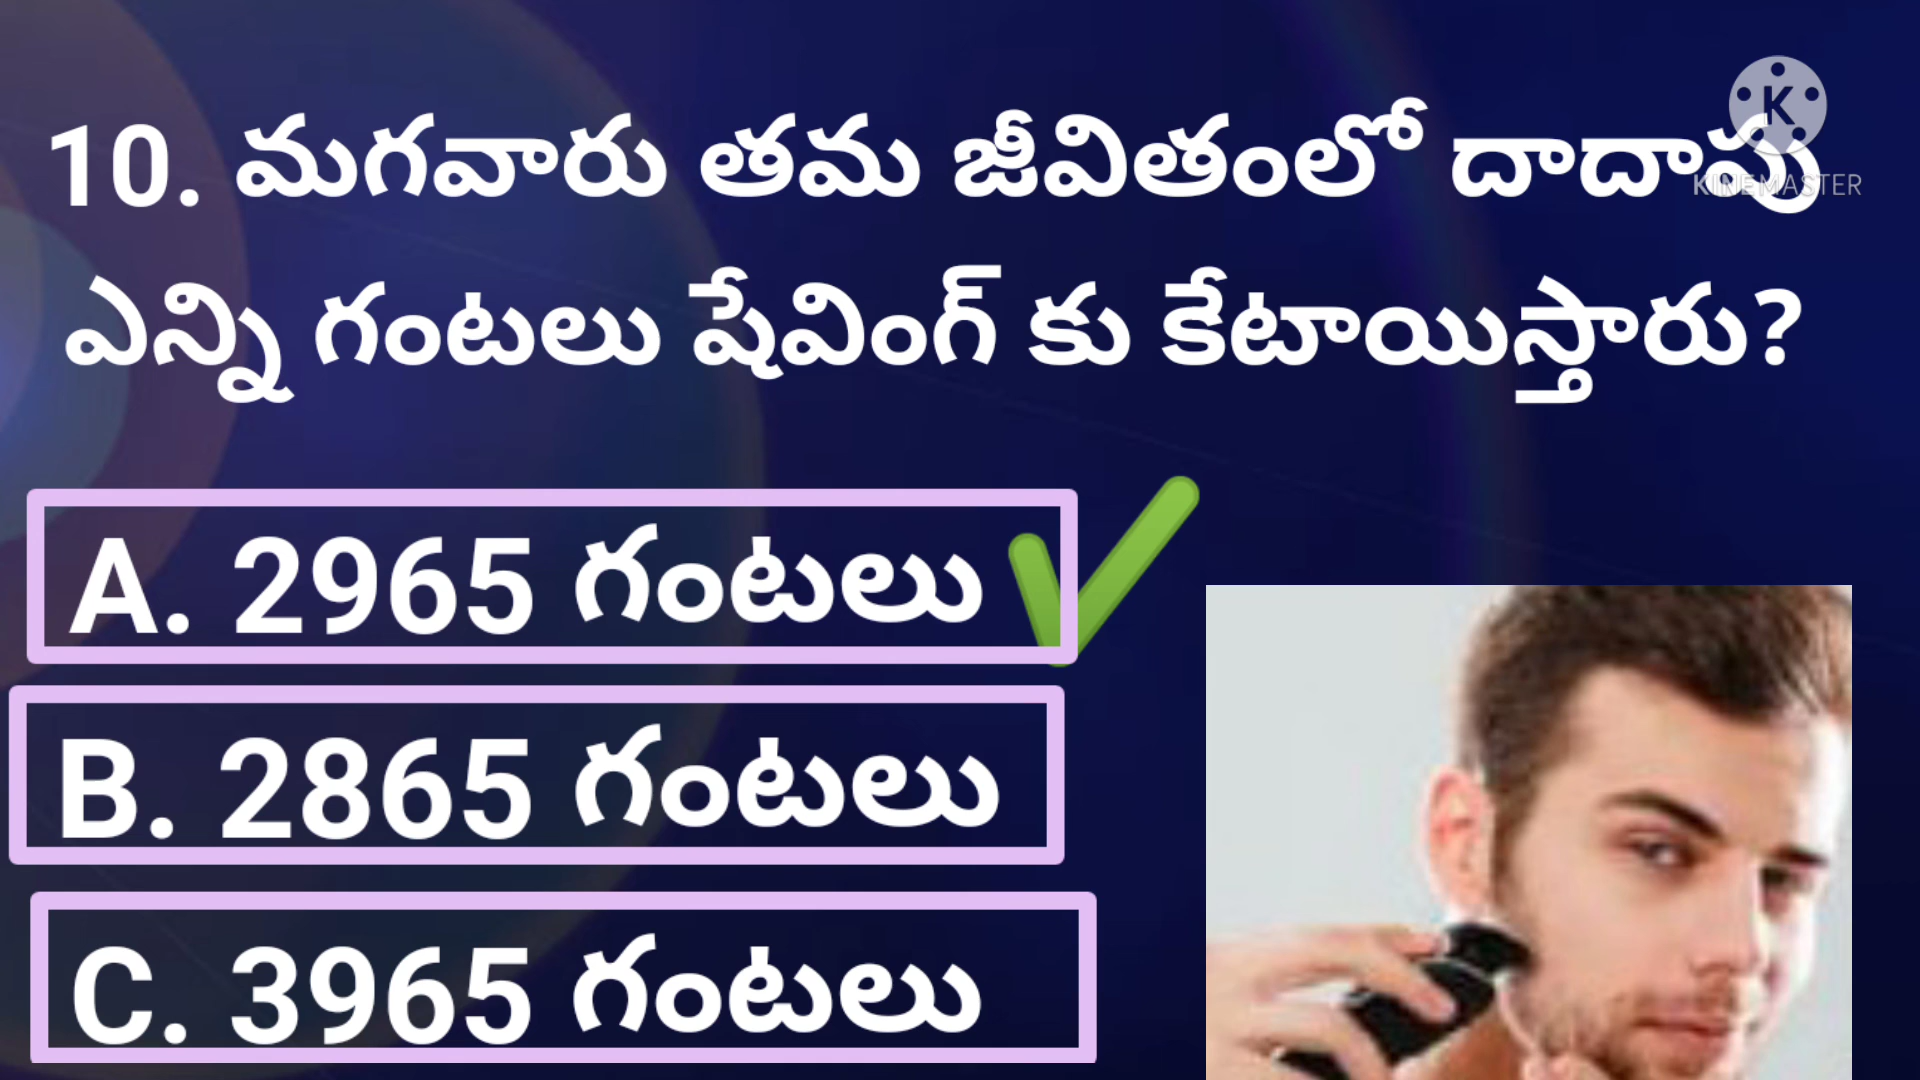 10. మగవారు తమ జీవితంలో దాదాపు
ఎన్ని గంటలు షేవింగ్ కు కేటాయిస్తారు?
A. 2965 గంటలు
B. 2865 గంటలు
C. 3965 గంటలు
K
KINEMASTER